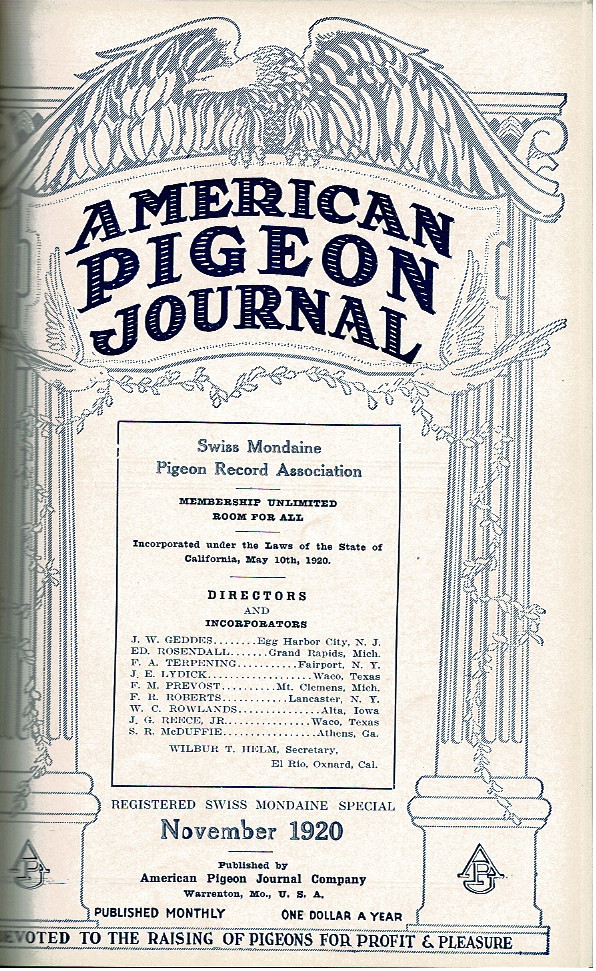 AMERICAN
PIGEON
JOURNAL
Swiss Mondaine
Pigeon Record Association
MEMBERSHIP UNLIMITED
ROOM FOR ALL
Incorporated under the Laws of the State of
California, May 10th, 1920.
DIRECTORS
AND
INCORPORATORS
J. W. GEDDES........Egg Harbor City, N. J.
ED. ROSENDALL.......Grand Rapids, Mich.
F. A. TERPENING...........Fairport, N. Y.
J. E. LYDICK....................Waco, Texas
F. M. PREVOST..........Mt. Clemens, Mich.
F. R. ROBERTS............Lancaster, N. Y.
W. C. ROWLANDS...............Alta, Iowa
J. G. REECE, JR................Waco, Texas
S. R. McDUFFIE................Athens, Ga.
WILBUR T. HELM, Secretary,
El Rio, Oxnard, Cal.
REGISTERED SWISS MONDAINE SPECIAL
November 1920
Published by
American Pigeon Journal Company
Warrenton, Mo., U. S. A.
PUBLISHED MONTHLY ONE DOLLAR A YEAR
APJ
APJ
DEVOTED TO THE RAISING OF PIGEONS FOR PROFIT & PLEASURE